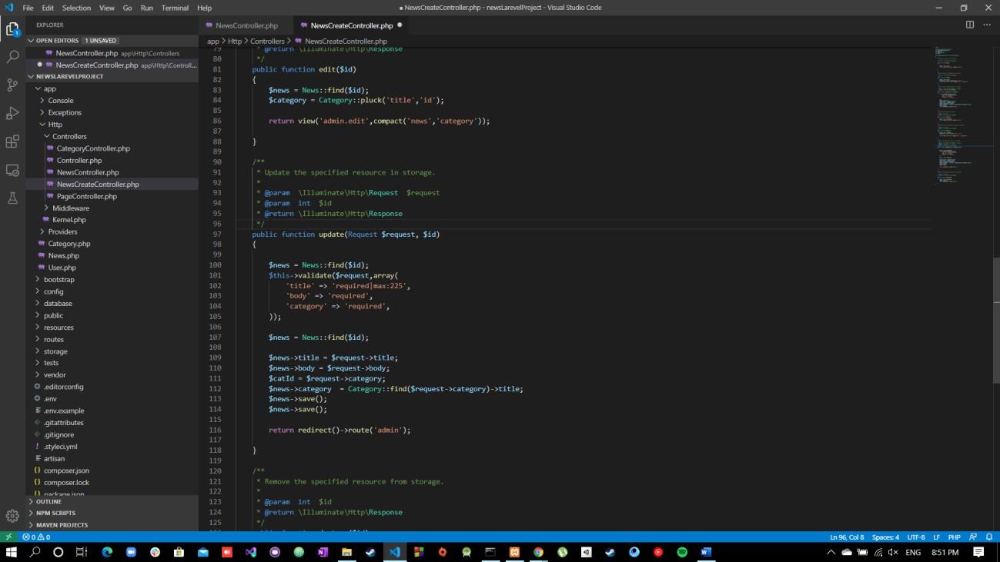 File Edit Selection View Go Run Terminal Help
● NewsCreateController.php - newsLarevelProject - Visual Studio Code
EXPLORER
OPEN EDITORS 1 UNSAVED
NewsController.php app\Http\Controllers
● NewsCreateController.php app\Http\Controll...
NEWSLAREVELPROJECT
app
Console
Exceptions
Http
Controllers
CategoryController.php
Controller.php
NewsController.php
NewsCreateController.php
PageController.php
Middleware
Kernel.php
Providers
Category.php
News.php
User.php
bootstrap
config
database
public
resources
routes
storage
tests
vendor
.editorconfig
.env
.env.example
.gitattributes
.gitignore
.styleci.yml
artisan
composer.json
composer.lock
package.json
OUTLINE
NPM SCRIPTS
MAVEN PROJECTS
NewsController.php
NewsCreateController.php ●
app > Http > Controllers > NewsCreateController.php
79 * @return \Illuminate\Http\Response
80 */
81 public function edit($id)
82 {
83 $news = News::find($id);
84 $category = Category::pluck('title','id');
85
86 return view('admin.edit',compact('news','category'));
87
88 }
89
90 /**
91 * Update the specified resource in storage.
92 *
93 * @param \Illuminate\Http\Request $request
94 * @param int $id
95 * @return \Illuminate\Http\Response
96 */
97 public function update(Request $request, $id)
98 {
99
100 $news = News::find($id);
101 $this->validate($request,array(
102 'title' => 'required|max:225',
103 'body' => 'required',
104 'category' => 'required',
105 ));
106
107 $news = News::find($id);
108
109 $news->title = $request->title;
110 $news->body = $request->body;
111 $catId = $request->category;
112 $news->category = Category::find($request->category)->title;
113 $news->save();
114 $news->save();
115
116 return redirect()->route('admin');
117
118 }
119
120 /**
121 * Remove the specified resource from storage.
122 *
123 * @param int $id
124 * @return \Illuminate\Http\Response
125 */
0 0
Ln 96, Col 8 Spaces: 4 UTF-8 LF PHP
ENG 8:51 PM